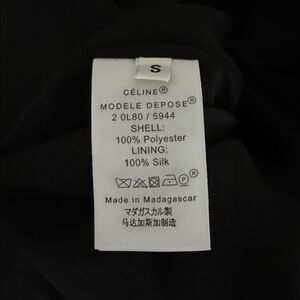 S
CÉLINE®
MODELE DEPOSE®
2 0L80 / 5944
SHELL:
100% Polyester
LINING:
100% Silk
P®
Made in Madagascar
マダガスカル製
马达加斯加制造